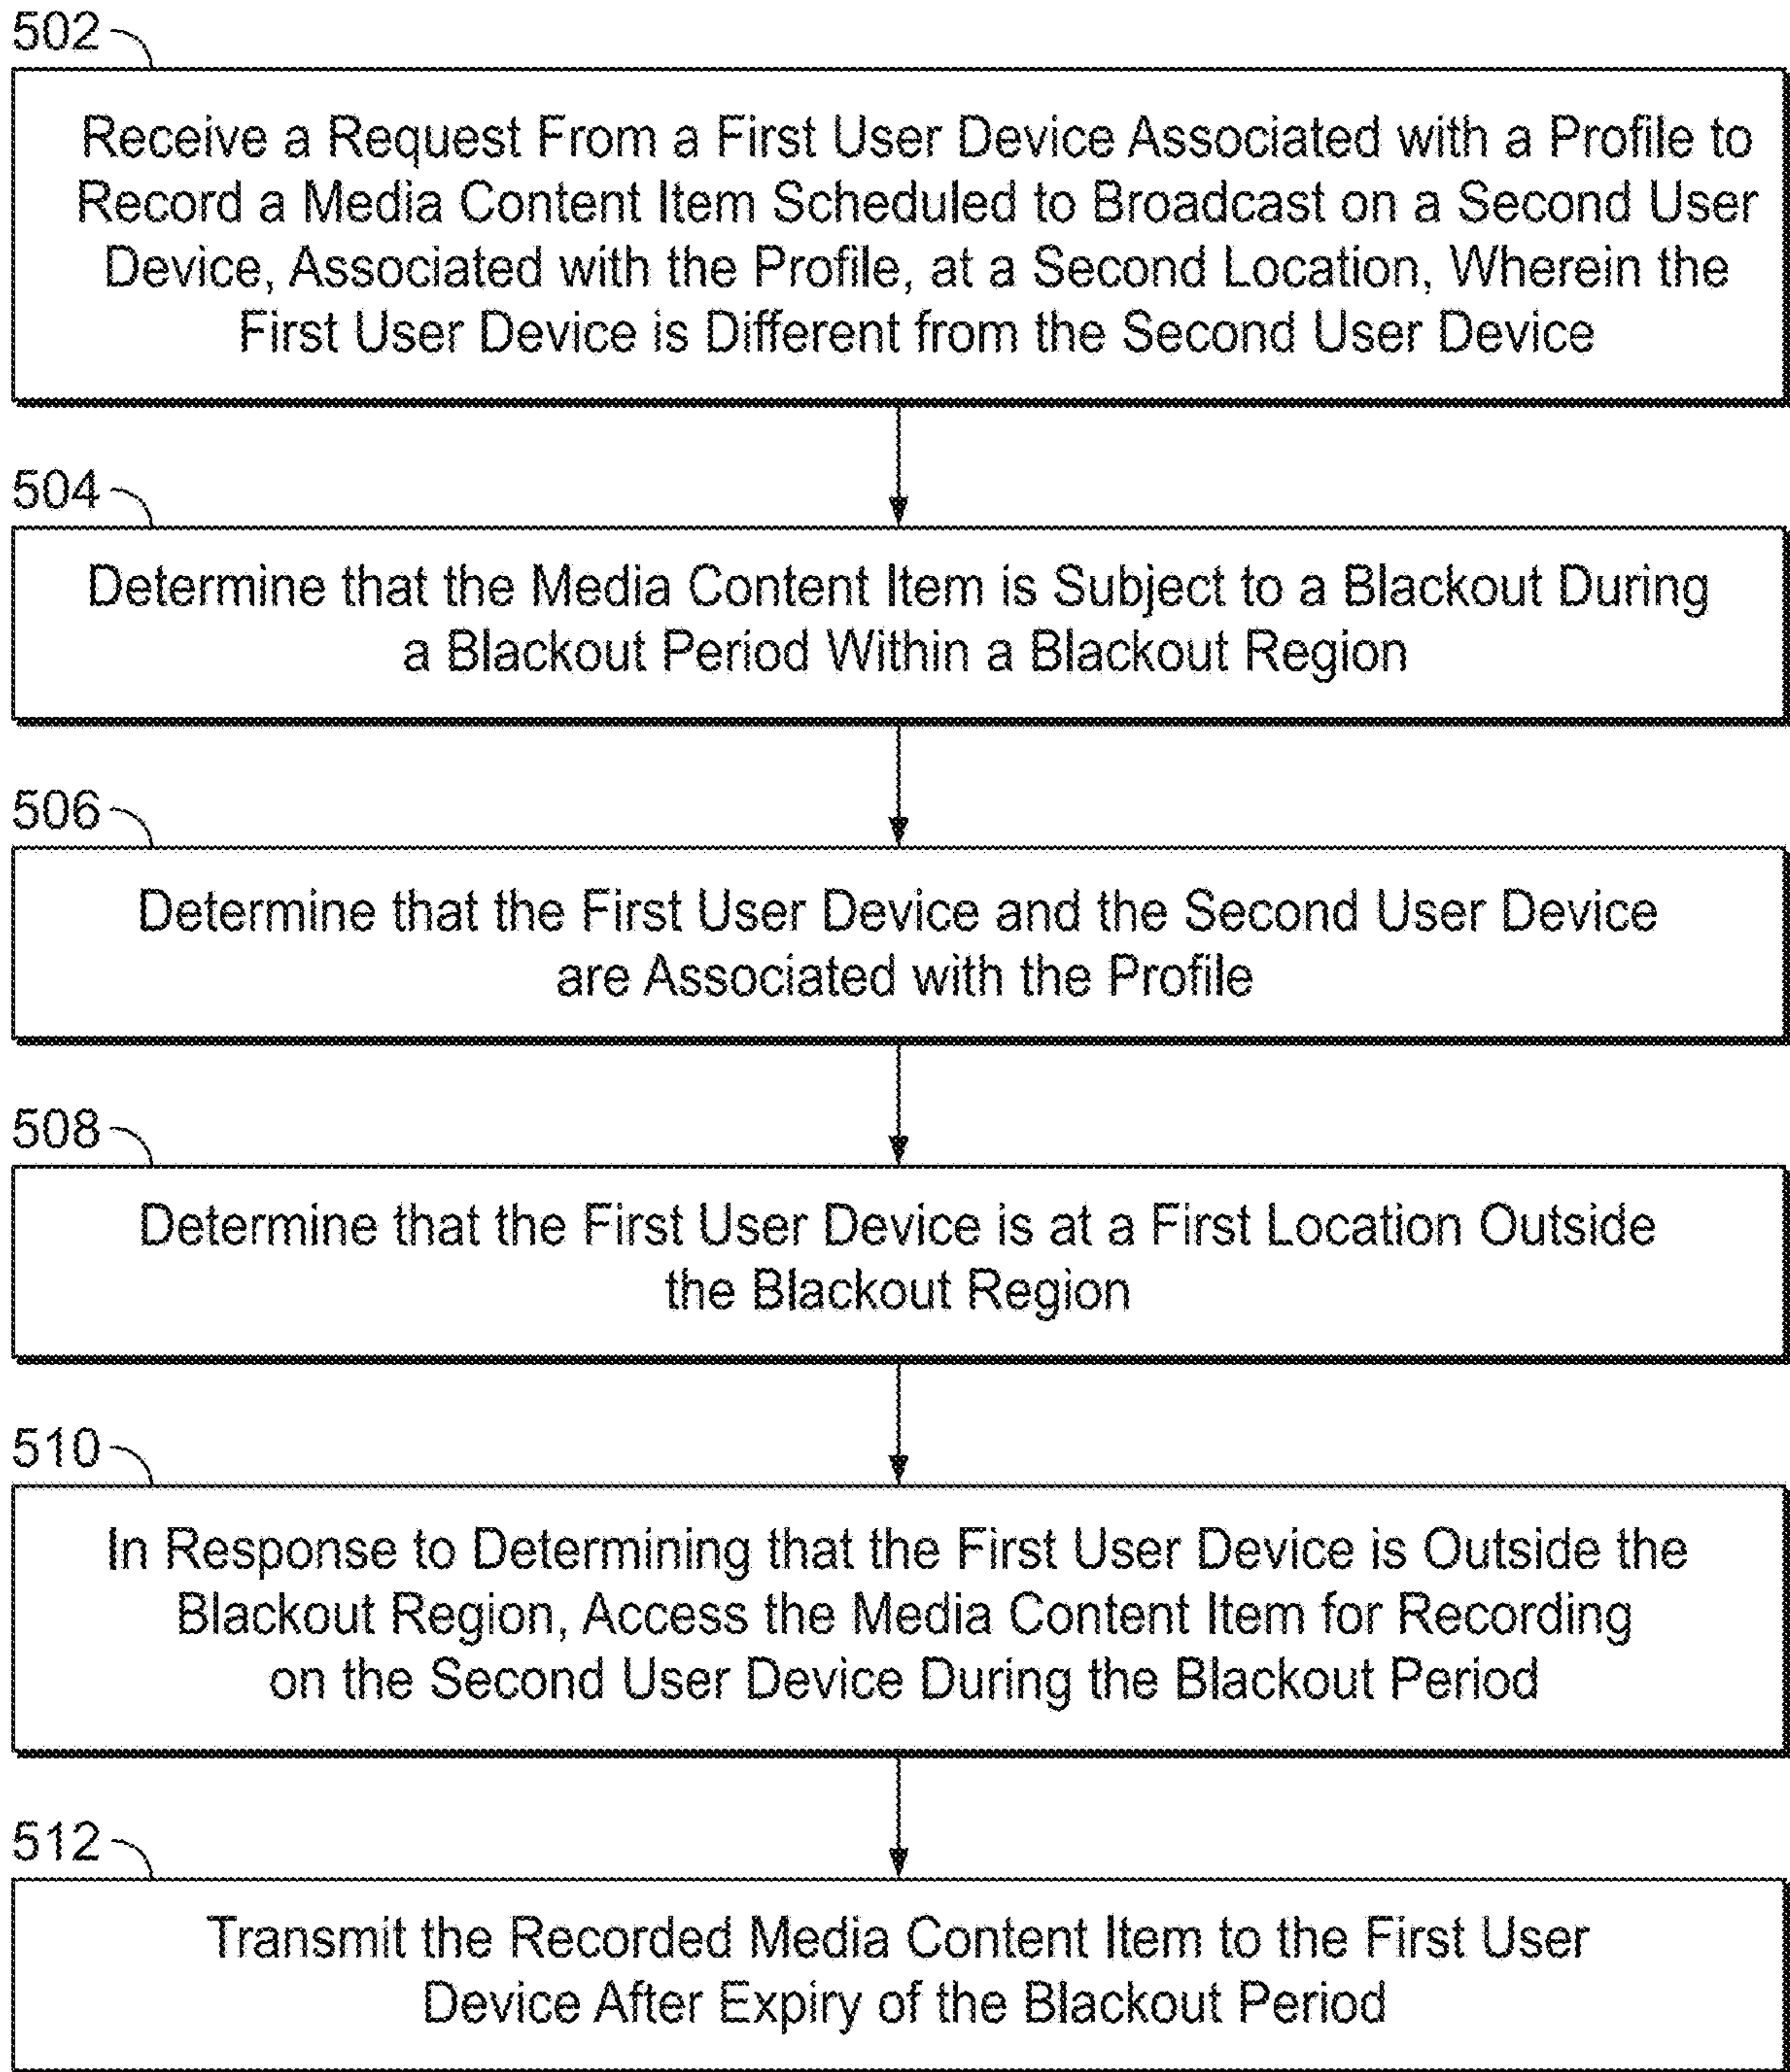 502
Receive a Request From a First User Device Associated with a Profile to
Record a Media Content Item Scheduled to Broadcast on a Second User
Device, Associated with the Profile, at a Second Location, Wherein the
First User Device is Different from the Second User Device
504
Determine that the Media Content Item is Subject to a Blackout During
a Blackout Period Within a Blackout Region
506
Determine that the First User Device and the Second User Device
are Associated with the Profile
508
Determine that the First User Device is at a First Location Outside
the Blackout Region
510
In Response to Determining that the First User Device is Outside the
Blackout Region, Access the Media Content Item for Recording
on the Second User Device During the Blackout Period
512
Transmit the Recorded Media Content Item to the First User
Device After Expiry of the Blackout Period